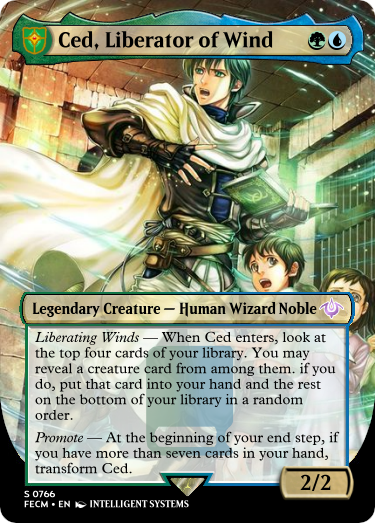 Ced, Liberator of Wind
Legendary Creature — Human Wizard Noble
Liberating Winds — When Ced enters, look
at the top four cards of your library. You may
reveal a creature card from among them. if you
do, put that card into your hand and the rest
on the bottom of your library in a random
order.
Promote — At the beginning of your end step, if
you have more than seven cards in your hand,
transform Ced.
2/2
S 0766
FECM • EN INTELLIGENT SYSTEMS